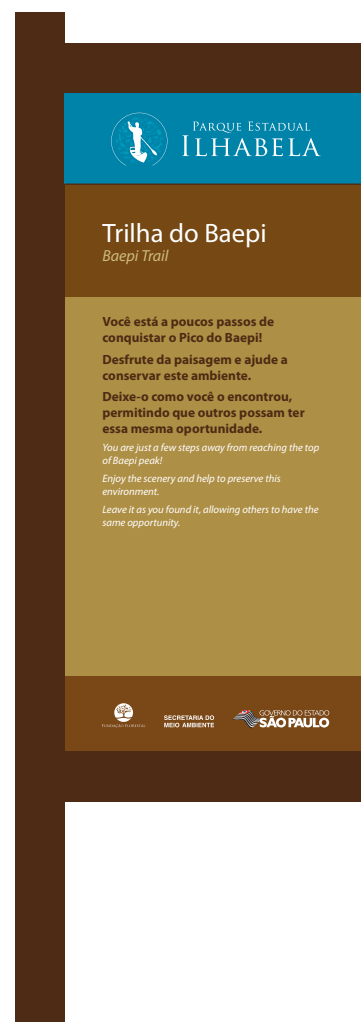 Parque Estadual
Ilhabela
Trilha do Baepi
Baepi Trail
Você está a poucos passos de
conquistar o Pico do Baepi!
Desfrute da paisagem e ajude a
conservar este ambiente.
Deixe-o como você o encontrou,
permitindo que outros possam ter
essa mesma oportunidade.
You are just a few steps away from reaching the top
of Baepi peak!
Enjoy the scenery and help to preserve this
environment.
Leave it as you found it, allowing others to have the
same opportunity.
Fundação Florestal
SECRETARIA DO
MEIO AMBIENTE
GOVERNO DO ESTADO
SÃO PAULO